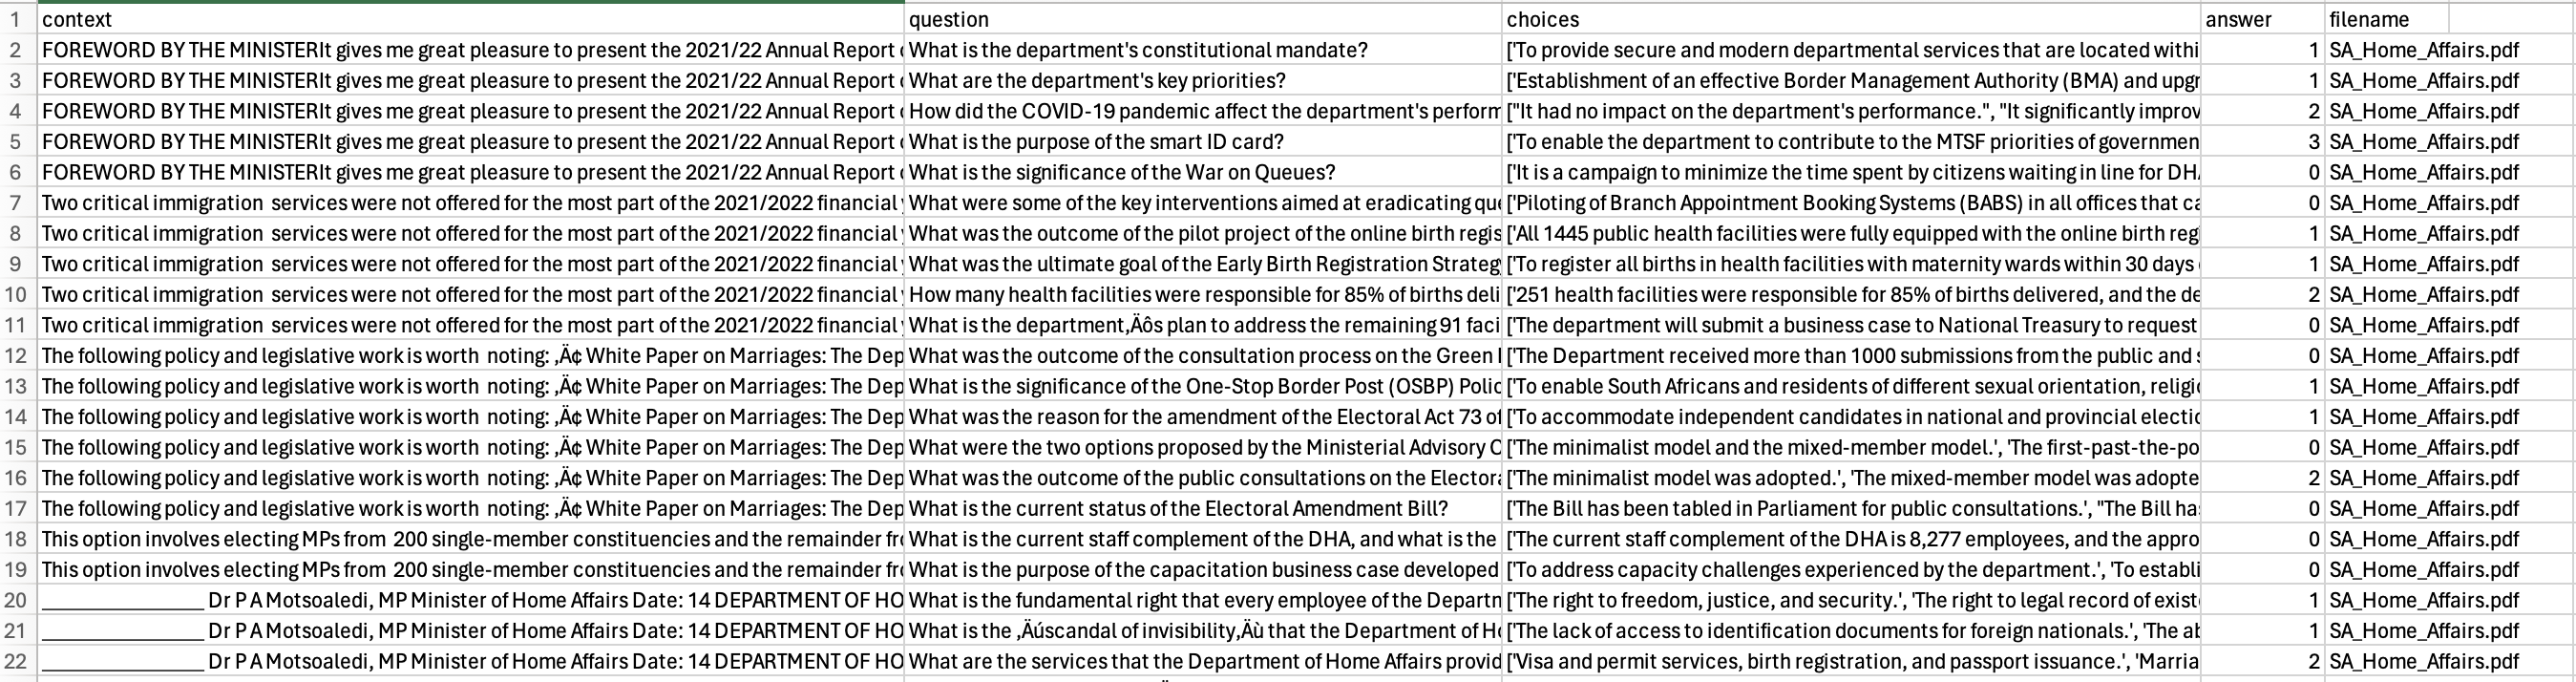 1 context question choices answer filename
2 FOREWORD BY THE MINISTERIt gives me great pleasure to present the 2021/22 Annual Report What is the department's constitutional mandate? ['To provide secure and modern departmental services that are located withi 1 SA_Home_Affairs.pdf
3 FOREWORD BY THE MINISTERIt gives me great pleasure to present the 2021/22 Annual Report What are the department's key priorities? ['Establishment of an effective Border Management Authority (BMA) and upgr 1 SA_Home_Affairs.pdf
4 FOREWORD BY THE MINISTERIt gives me great pleasure to present the 2021/22 Annual Report How did the COVID-19 pandemic affect the department's perform ["It had no impact on the department's performance.", "It significantly improv 2 SA_Home_Affairs.pdf
5 FOREWORD BY THE MINISTERIt gives me great pleasure to present the 2021/22 Annual Report What is the purpose of the smart ID card? ['To enable the department to contribute to the MTSF priorities of governmen 3 SA_Home_Affairs.pdf
6 FOREWORD BY THE MINISTERIt gives me great pleasure to present the 2021/22 Annual Report What is the significance of the War on Queues? ['It is a campaign to minimize the time spent by citizens waiting in line for DHA 0 SA_Home_Affairs.pdf
7 Two critical immigration services were not offered for the most part of the 2021/2022 financial What were some of the key interventions aimed at eradicating que ['Piloting of Branch Appointment Booking Systems (BABS) in all offices that ca 0 SA_Home_Affairs.pdf
8 Two critical immigration services were not offered for the most part of the 2021/2022 financial What was the outcome of the pilot project of the online birth regis ['All 1445 public health facilities were fully equipped with the online birth reg 1 SA_Home_Affairs.pdf
9 Two critical immigration services were not offered for the most part of the 2021/2022 financial What was the ultimate goal of the Early Birth Registration Strategy ['To register all births in health facilities with maternity wards within 30 days 1 SA_Home_Affairs.pdf
10 Two critical immigration services were not offered for the most part of the 2021/2022 financial How many health facilities were responsible for 85% of births deli ['251 health facilities were responsible for 85% of births delivered, and the de 2 SA_Home_Affairs.pdf
11 Two critical immigration services were not offered for the most part of the 2021/2022 financial What is the department‚Äôs plan to address the remaining 91 faci ['The department will submit a business case to National Treasury to request 0 SA_Home_Affairs.pdf
12 The following policy and legislative work is worth noting: ‚Ä¢ White Paper on Marriages: The Dep What was the outcome of the consultation process on the Green ['The Department received more than 1000 submissions from the public and s 0 SA_Home_Affairs.pdf
13 The following policy and legislative work is worth noting: ‚Ä¢ White Paper on Marriages: The Dep What is the significance of the One-Stop Border Post (OSBP) Polic ['To enable South Africans and residents of different sexual orientation, religio 1 SA_Home_Affairs.pdf
14 The following policy and legislative work is worth noting: ‚Ä¢ White Paper on Marriages: The Dep What was the reason for the amendment of the Electoral Act 73 of ['To accommodate independent candidates in national and provincial electio 1 SA_Home_Affairs.pdf
15 The following policy and legislative work is worth noting: ‚Ä¢ White Paper on Marriages: The Dep What were the two options proposed by the Ministerial Advisory C ['The minimalist model and the mixed-member model.', 'The first-past-the-po 0 SA_Home_Affairs.pdf
16 The following policy and legislative work is worth noting: ‚Ä¢ White Paper on Marriages: The Dep What was the outcome of the public consultations on the Elector ['The minimalist model was adopted.', 'The mixed-member model was adopte 2 SA_Home_Affairs.pdf
17 The following policy and legislative work is worth noting: ‚Ä¢ White Paper on Marriages: The Dep What is the current status of the Electoral Amendment Bill? ['The Bill has been tabled in Parliament for public consultations.', "The Bill ha 0 SA_Home_Affairs.pdf
18 This option involves electing MPs from 200 single-member constituencies and the remainder fr What is the current staff complement of the DHA, and what is the ['The current staff complement of the DHA is 8,277 employees, and the appro 0 SA_Home_Affairs.pdf
19 This option involves electing MPs from 200 single-member constituencies and the remainder fr What is the purpose of the capacitation business case developed ['To address capacity challenges experienced by the department.', 'To establi 0 SA_Home_Affairs.pdf
20 _______________ Dr P A Motsoaledi, MP Minister of Home Affairs Date: 14 DEPARTMENT OF HO What is the fundamental right that every employee of the Departm ['The right to freedom, justice, and security.', 'The right to legal record of exist 1 SA_Home_Affairs.pdf
21 _______________ Dr P A Motsoaledi, MP Minister of Home Affairs Date: 14 DEPARTMENT OF HO What is the ‚Äúscandal of invisibility‚Äù that the Department of Ho ['The lack of access to identification documents for foreign nationals.', 'The ab 1 SA_Home_Affairs.pdf
22 _______________ Dr P A Motsoaledi, MP Minister of Home Affairs Date: 14 DEPARTMENT OF HO What are the services that the Department of Home Affairs provid ['Visa and permit services, birth registration, and passport issuance.', 'Marria 2 SA_Home_Affairs.pdf